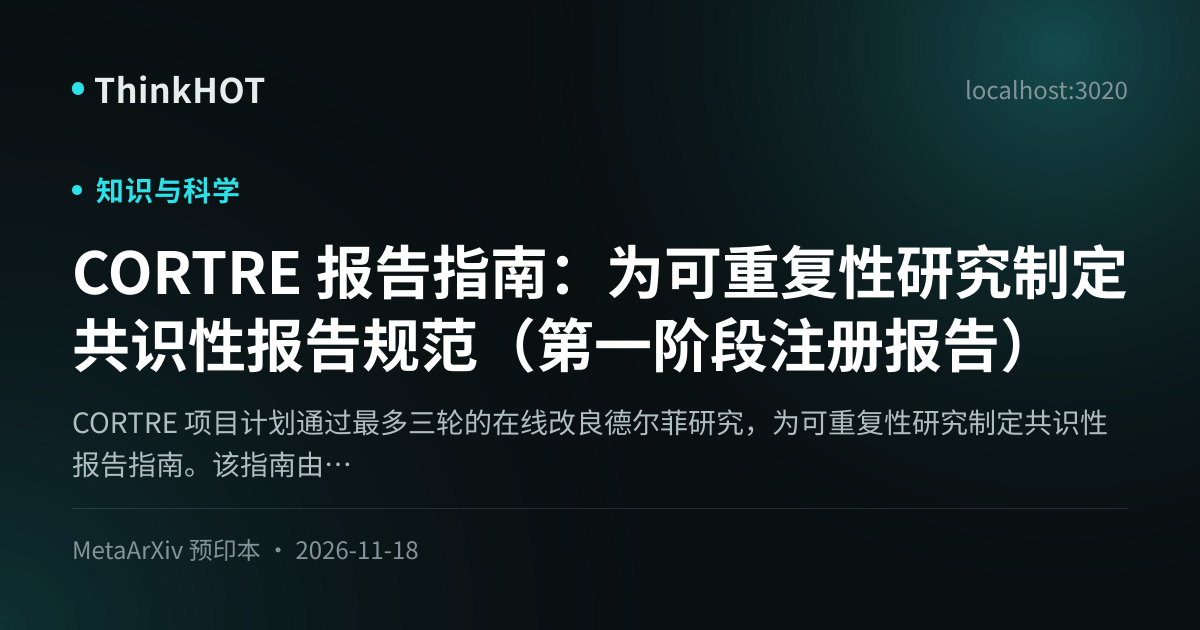 ThinkHOT
localhost:3020
知识与科学
CORTRE 报告指南：为可重复性研究制定
共识性报告规范（第一阶段注册报告）
CORTRE 项目计划通过最多三轮的在线改良德尔菲研究，为可重复性研究制定共识性
报告指南。该指南由…
MetaArXiv 预印本 · 2026-11-18